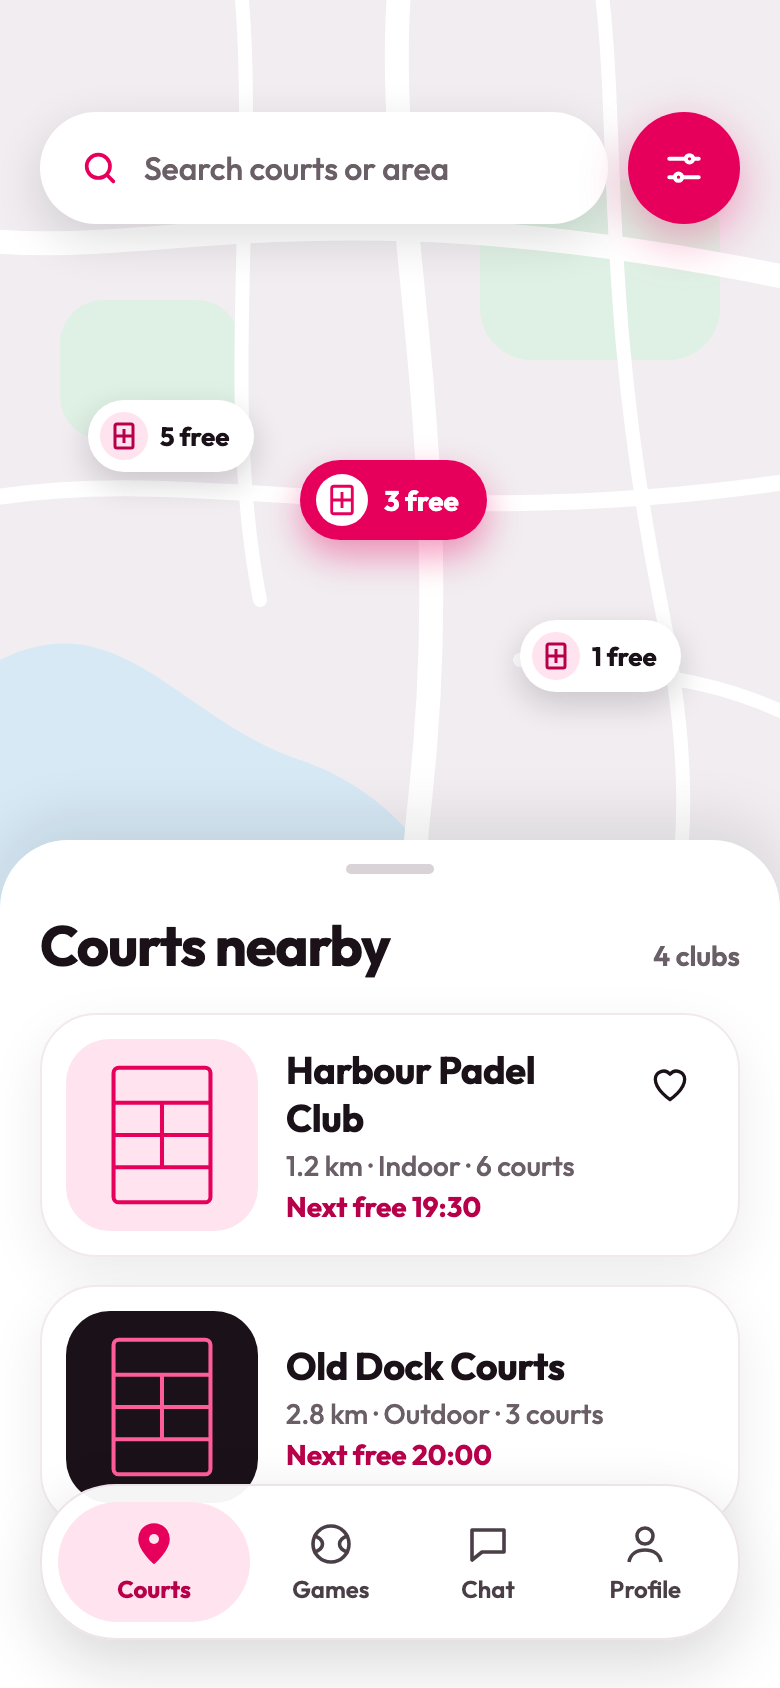 Search courts or area
5 free
3 free
1 free
Courts nearby
4 clubs
Harbour Padel
Club
1.2 km · Indoor · 6 courts
Next free 19:30
Old Dock Courts
2.8 km · Outdoor · 3 courts
Next free 20:00
Courts
Games
Chat
Profile